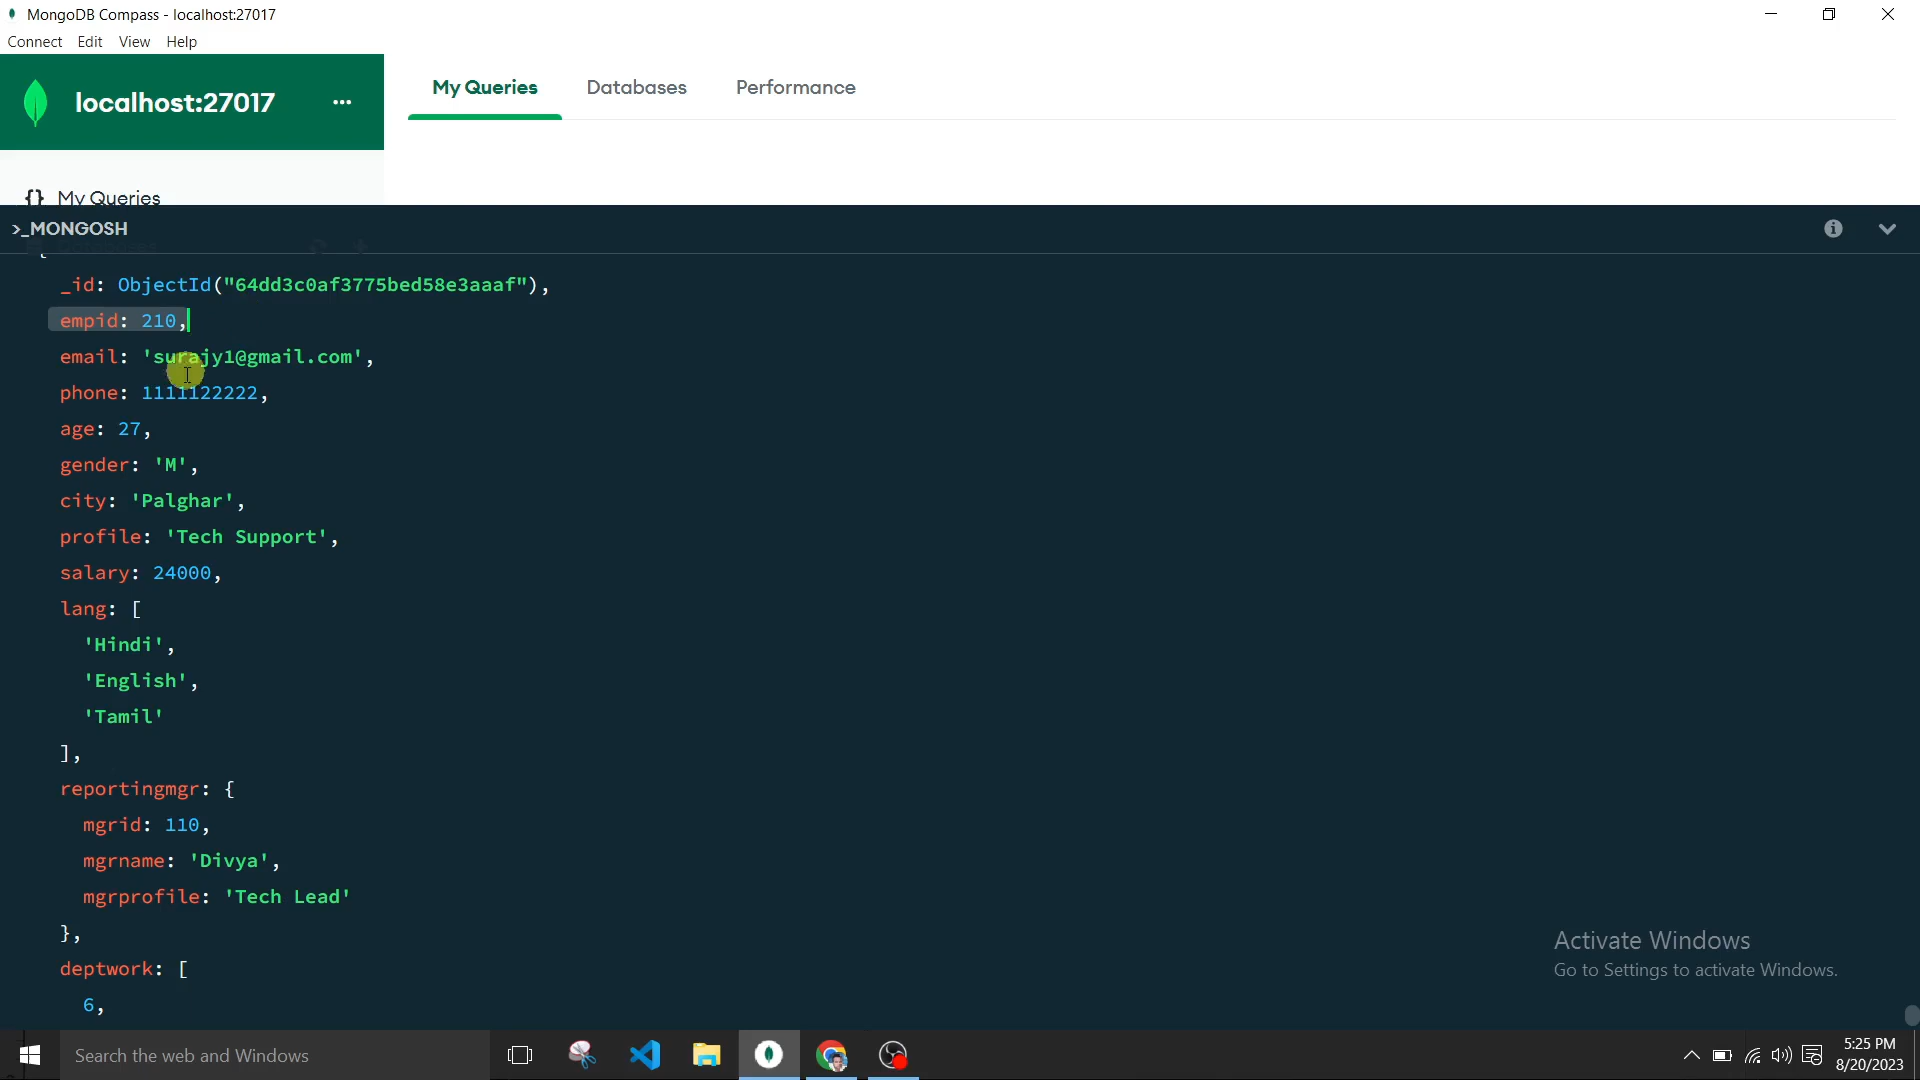 MongoDB Compass - localhost:27017
Connect Edit View Help
localhost:27017 ...
My Queries Databases Performance
{} My Queries
>_MONGOSH
{
_id: ObjectId("64dd3c0af3775bed58e3aaaf"),
empid: 210,
email: 'surajy1@gmail.com',
phone: 1111122222,
age: 27,
gender: 'M',
city: 'Palghar',
profile: 'Tech Support',
salary: 24000,
lang: [
'Hindi',
'English',
'Tamil'
],
reportingmgr: {
mgrid: 110,
mgrname: 'Divya',
mgrprofile: 'Tech Lead'
},
deptwork: [
6,
Activate Windows
Go to Settings to activate Windows.
Search the web and Windows
5:25 PM
8/20/2023